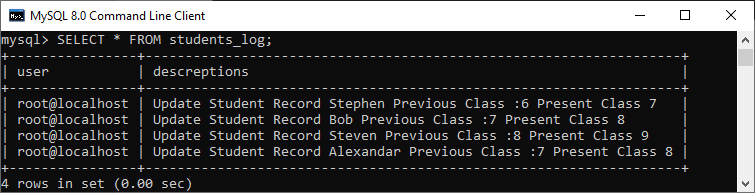 MySQL 8.0 Command Line Client
mysql> SELECT * FROM students_log;
+----------------+--------------------------------------------------------------+
| user           | descreptions                                                 |
+----------------+--------------------------------------------------------------+
| root@localhost | Update Student Record Stephen Previous Class :6 Present Class 7   |
| root@localhost | Update Student Record Bob Previous Class :7 Present Class 8       |
| root@localhost | Update Student Record Steven Previous Class :8 Present Class 9    |
| root@localhost | Update Student Record Alexandar Previous Class :7 Present Class 8 |
+----------------+--------------------------------------------------------------+
4 rows in set (0.00 sec)